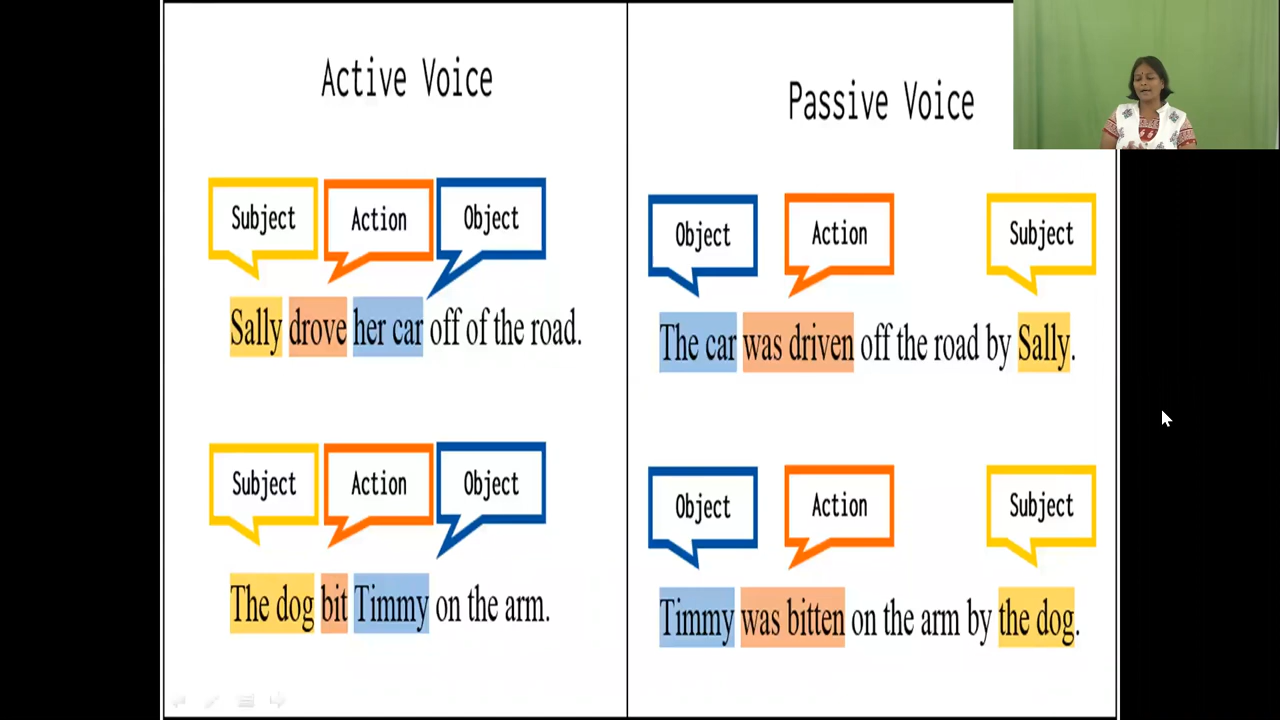 Active Voice
Subject Action Object
Sally drove her car off of the road.
Subject Action Object
The dog bit Timmy on the arm.
Passive Voice
Object Action Subject
The car was driven off the road by Sally.
Object Action Subject
Timmy was bitten on the arm by the dog.